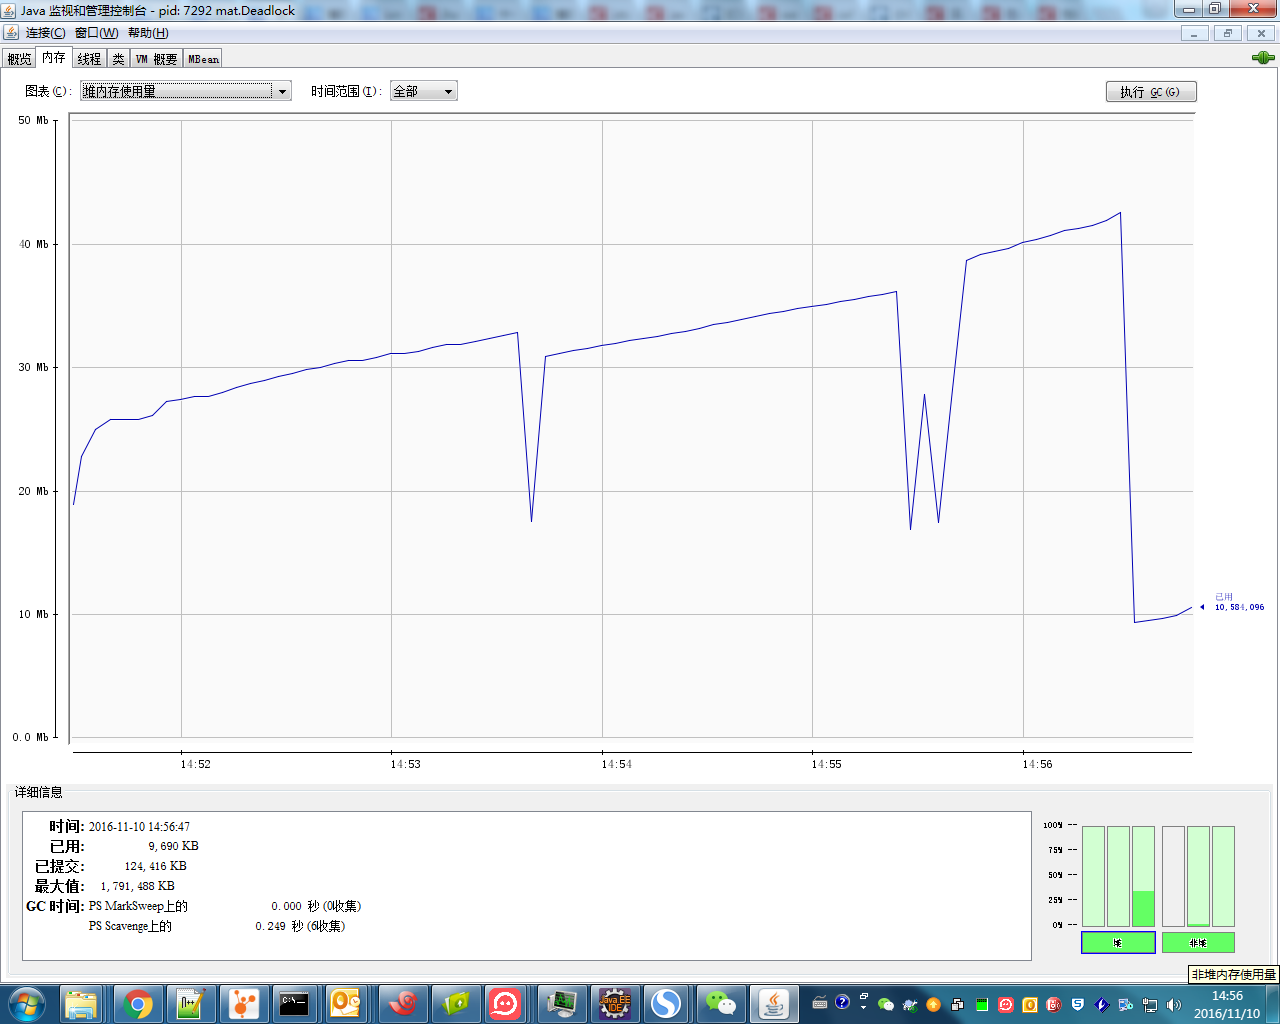 Java 监视和管理控制台 - pid: 7292 mat.Deadlock
连接(C) 窗口(W) 帮助(H)
概览 内存 线程 类 VM 概要 MBean
图表(C): 堆内存使用量 时间范围(I): 全部 执行 GC(G)
50 Mb
40 Mb
30 Mb
20 Mb
10 Mb
已用
10,584,096
0.0 Mb
14:52 14:53 14:54 14:55 14:56
详细信息
时间: 2016-11-10 14:56:47
已用: 9,690 KB
已提交: 124,416 KB
最大值: 1,791,488 KB
GC 时间: PS MarkSweep上的 0.000 秒 (0收集)
PS Scavenge上的 0.249 秒 (6收集)
100%
75%
50%
25%
0%
堆 非堆
非堆内存使用量
14:56
2016/11/10